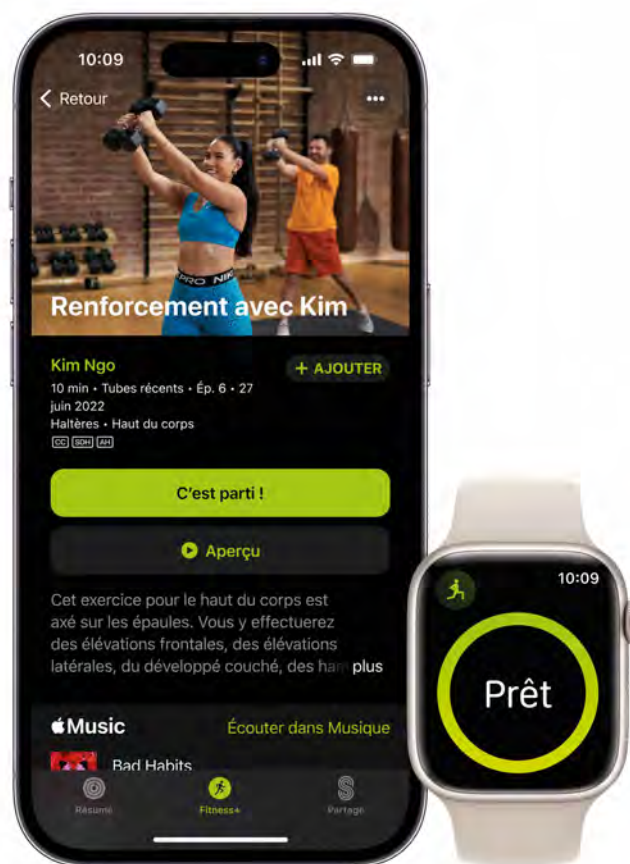 10:09
Retour
PRO NIK
Renforcement avec Kim
Kim Ngo
+ AJOUTER
10 min • Tubes récents • Ép. 6 • 27
juin 2022
Haltères • Haut du corps
CC SDH AH
C'est parti !
Aperçu
Cet exercice pour le haut du corps est
axé sur les épaules. Vous y effectuerez
des élévations frontales, des élévations
latérales, du développé couché, des plus
Music
Écouter dans Musique
Bad Habits
Résumé
Fitness+
Partage
10:09
Prêt